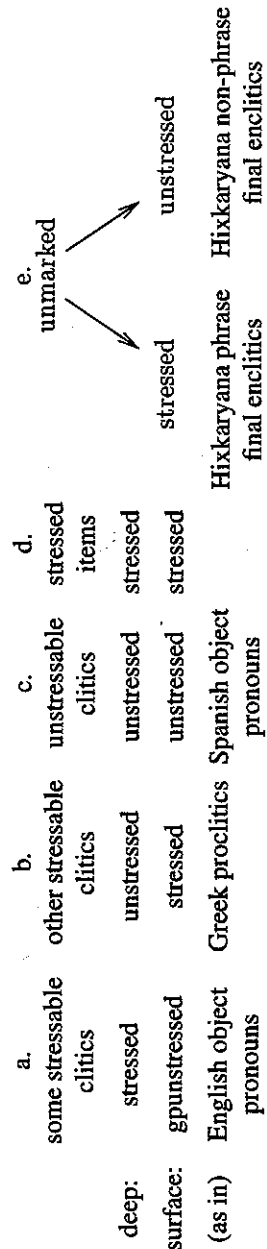 a. b. c. d. e.
some stressable other stressable unstressable stressed unmarked
clitics clitics clitics items
deep: stressed unstressed unstressed stressed
surface: gpunstressed stressed unstressed stressed stressed unstressed
(as in) English object Greek proclitics Spanish object Hixkaryana phrase Hixkaryana non-phrase
pronouns pronouns final enclitics final enclitics